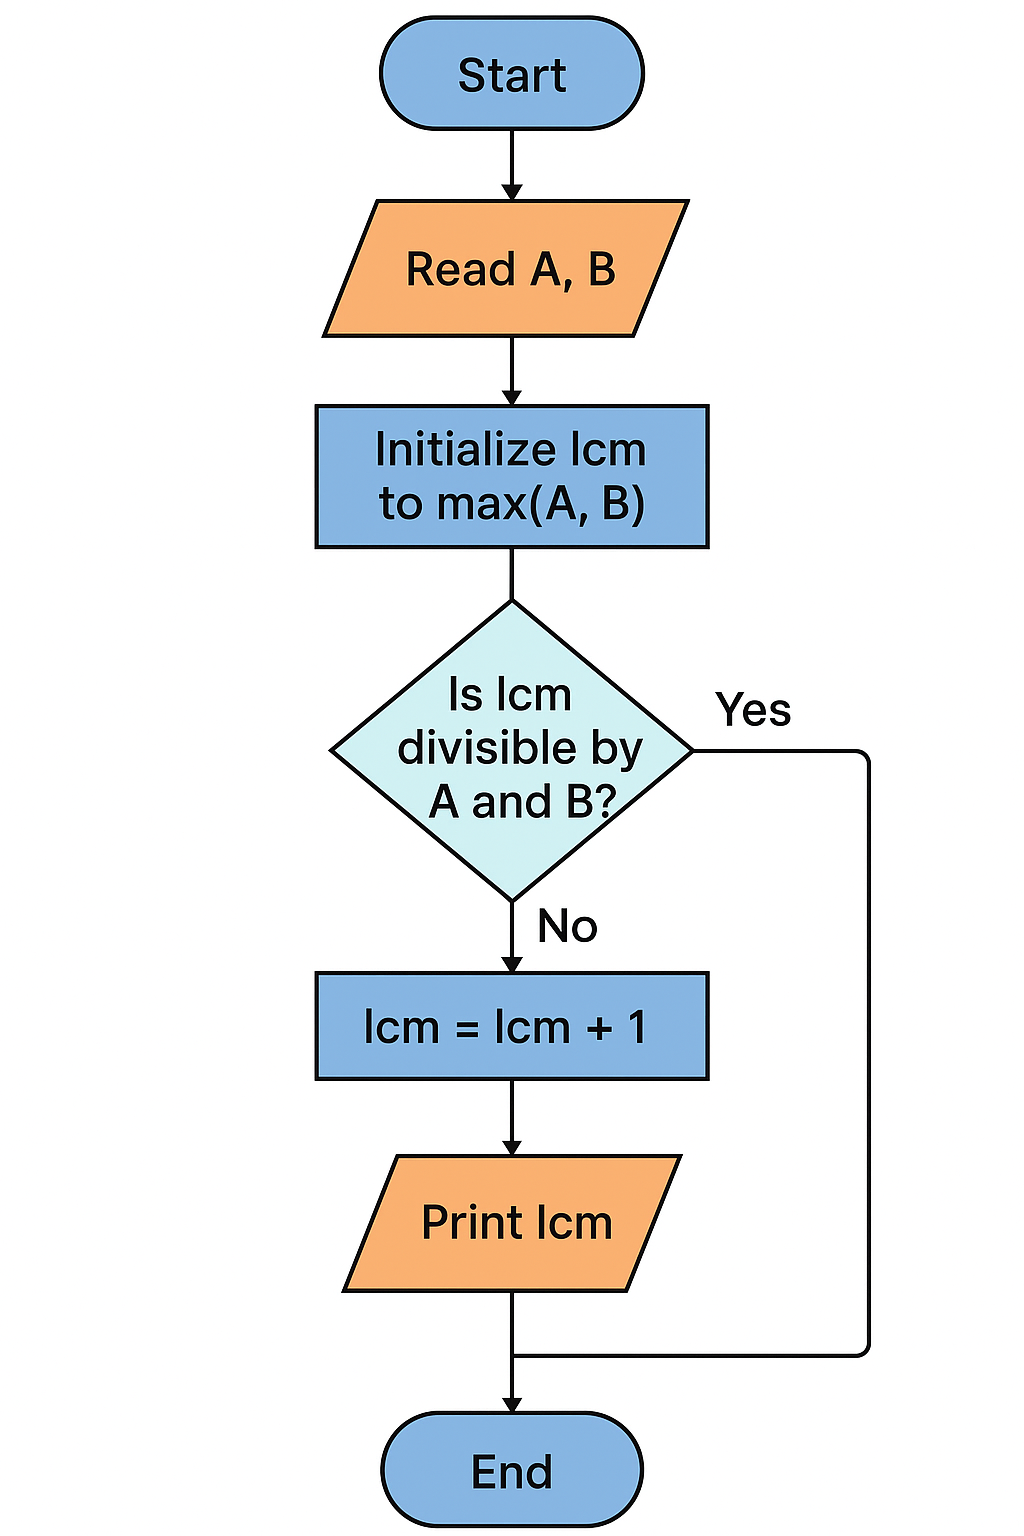 Start
Read A, B
Initialize lcm
to max(A, B)
Is lcm
divisible by
A and B?
Yes
No
lcm = lcm + 1
Print lcm
End